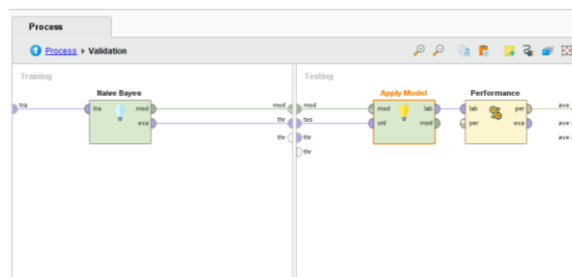 Process
Process ▸ Validation
Training
Testing
Naive Bayes
tra
tra
mod
exa
mod
thr
thr
mod
tes
thr
thr
Apply Model
mod
unl
lab
mod
Performance
lab
per
per
exa
ave
ave
ave